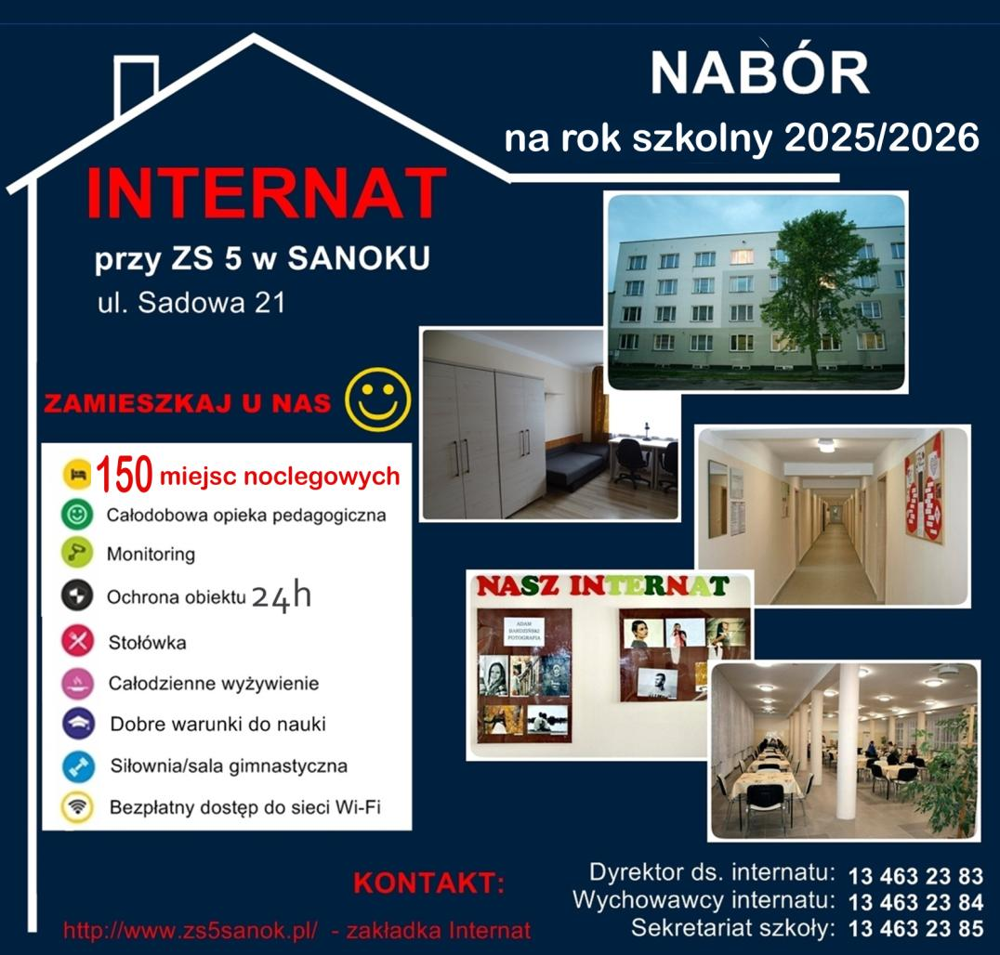 NABÓR
na rok szkolny 2025/2026
INTERNAT
przy ZS 5 w SANOKU
ul. Sadowa 21
ZAMIESZKAJ U NAS
150 miejsc noclegowych
Całodobowa opieka pedagogiczna
Monitoring
Ochrona obiektu 24h
Stołówka
Całodzienne wyżywienie
Dobre warunki do nauki
Siłownia/sala gimnastyczna
Bezpłatny dostęp do sieci Wi-Fi
NASZ INTERNAT
ADAM
BARDZIŃSKI
FOTOGRAFIA
KONTAKT:
http://www.zs5sanok.pl/ - zakładka Internat
Dyrektor ds. internatu: 13 463 23 83
Wychowawcy internatu: 13 463 23 84
Sekretariat szkoły: 13 463 23 85